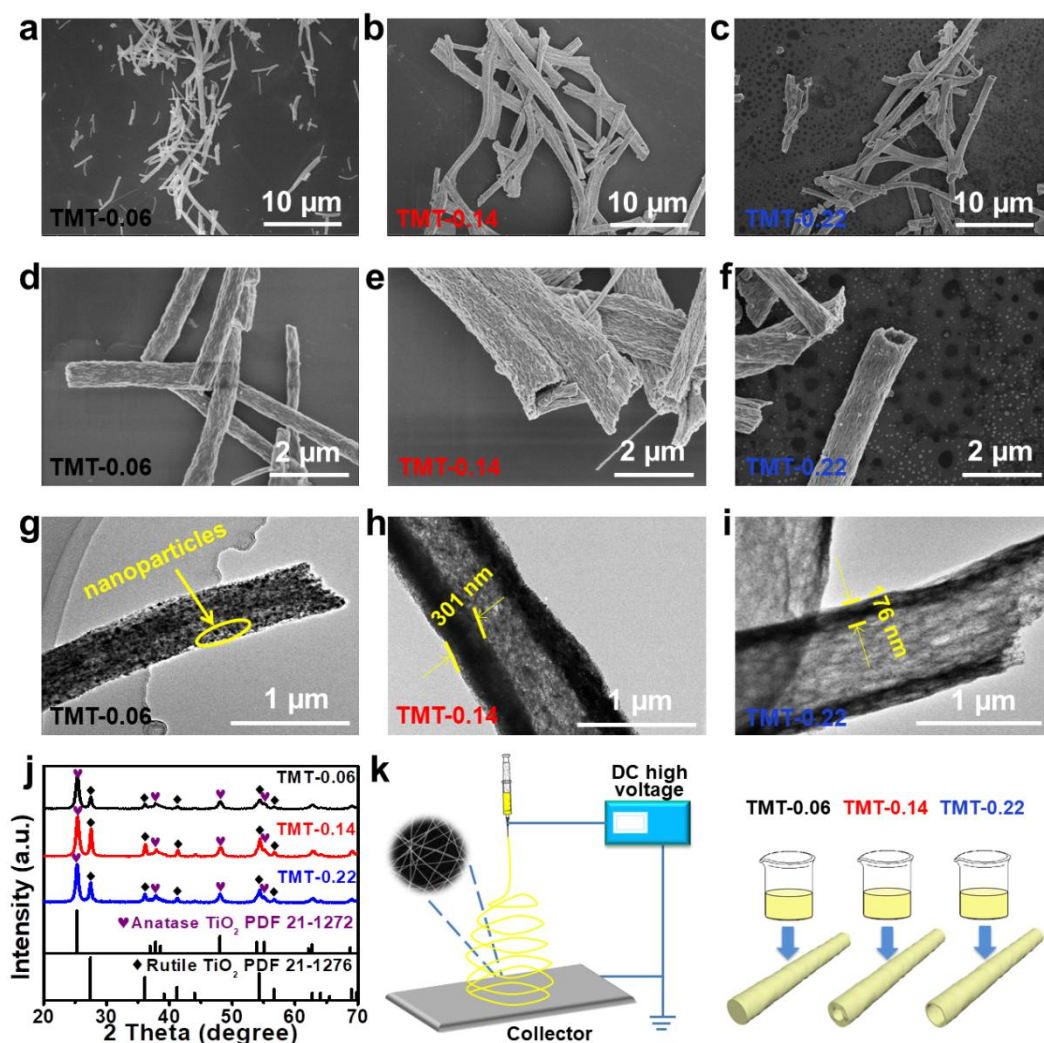 a
10 μm
TMT-0.06
b
10 μm
TMT-0.14
c
10 μm
TMT-0.22
d
2 μm
TMT-0.06
e
2 μm
TMT-0.14
f
2 μm
TMT-0.22
g
nanoparticles
1 μm
TMT-0.06
h
301 nm
1 μm
TMT-0.14
i
176 nm
1 μm
TMT-0.22
j
TMT-0.06
TMT-0.14
TMT-0.22
♥Anatase TiO₂ PDF 21-1272
♦Rutile TiO₂ PDF 21-1276
Intensity (a.u.)
20 30 40 50 60 70
2 Theta (degree)
k
DC high
voltage
Collector
TMT-0.06 TMT-0.14 TMT-0.22